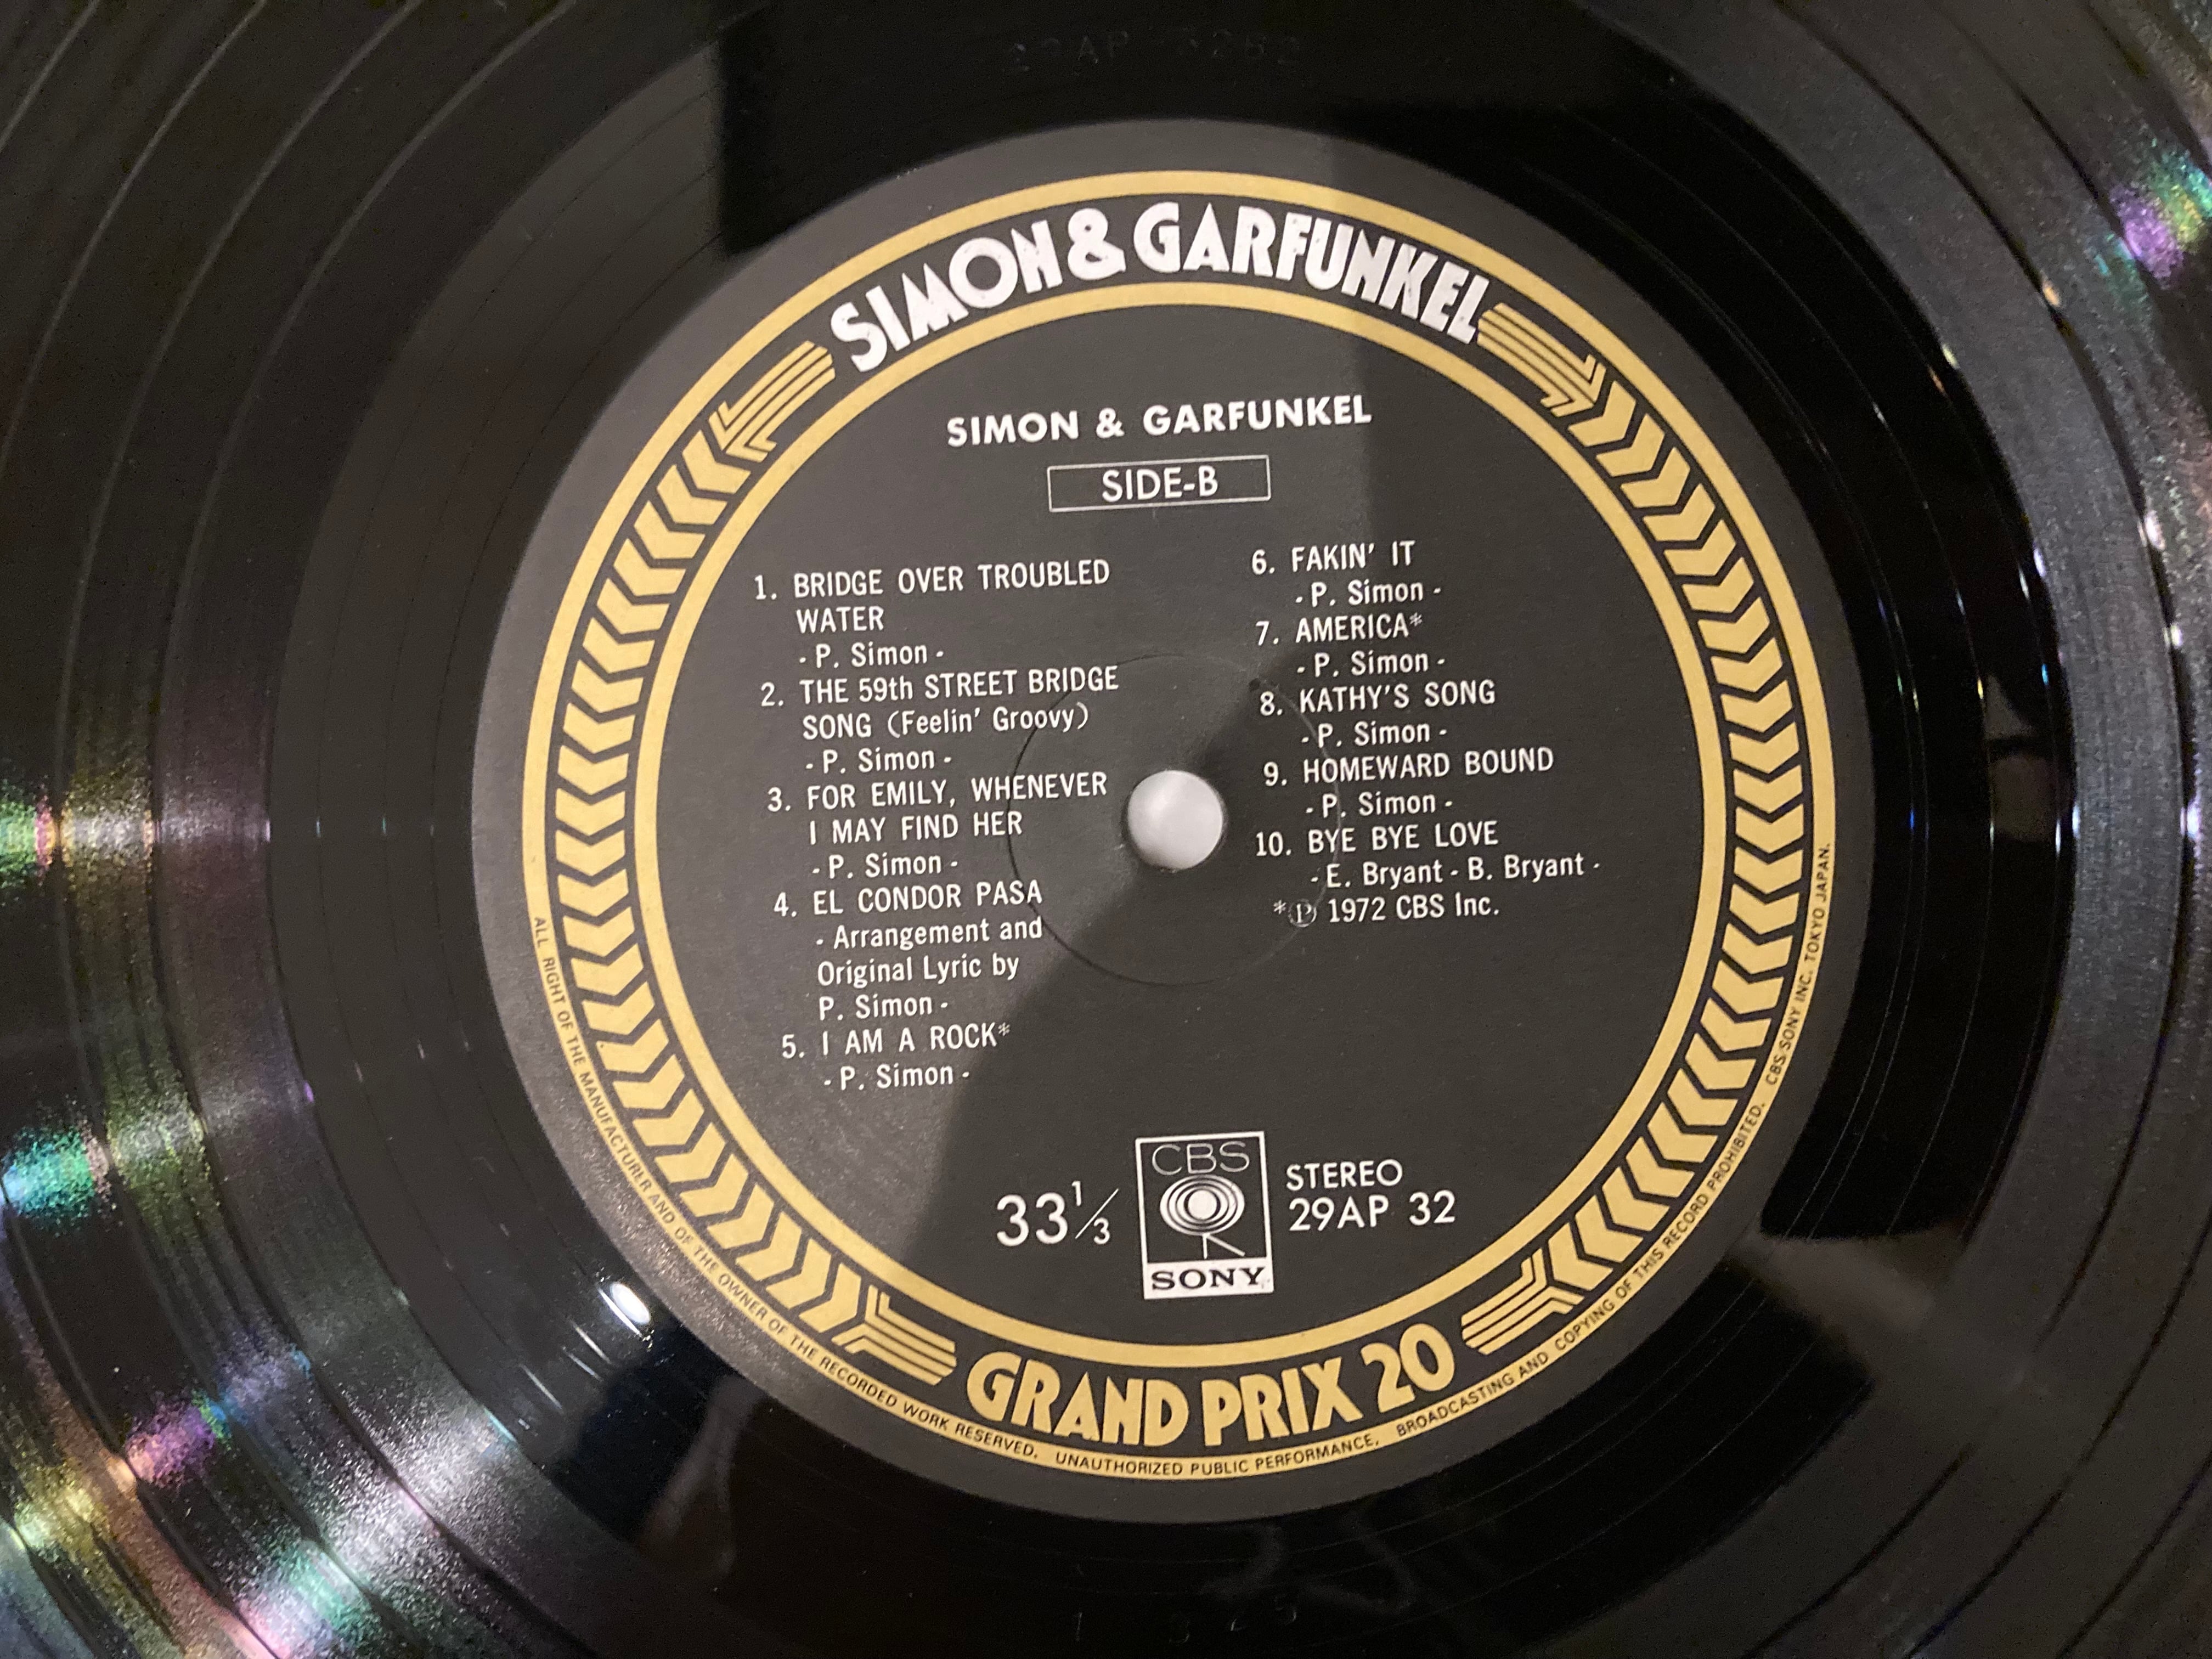 SIMON & GARFUNKEL
SIMON & GARFUNKEL
SIDE-B
1. BRIDGE OVER TROUBLED
WATER
- P. Simon -
2. THE 59th STREET BRIDGE
SONG (Feelin' Groovy)
- P. Simon -
3. FOR EMILY, WHENEVER
I MAY FIND HER
- P. Simon -
4. EL CONDOR PASA
- Arrangement and
Original Lyric by
P. Simon -
5. I AM A ROCK*
- P. Simon -
6. FAKIN' IT
- P. Simon -
7. AMERICA*
- P. Simon -
8. KATHY'S SONG
- P. Simon -
9. HOMEWARD BOUND
- P. Simon -
10. BYE BYE LOVE
- E. Bryant - B. Bryant -
*℗ 1972 CBS Inc.
33 1/3
CBS
SONY
STEREO
29AP 32
GRAND PRIX 20
ALL RIGHT OF THE MANUFACTURER AND OF THE OWNER OF THE RECORDED WORK RESERVED. UNAUTHORIZED PUBLIC PERFORMANCE, BROADCASTING AND COPYING OF THIS RECORD PROHIBITED. CBS/SONY INC. TOKYO JAPAN.